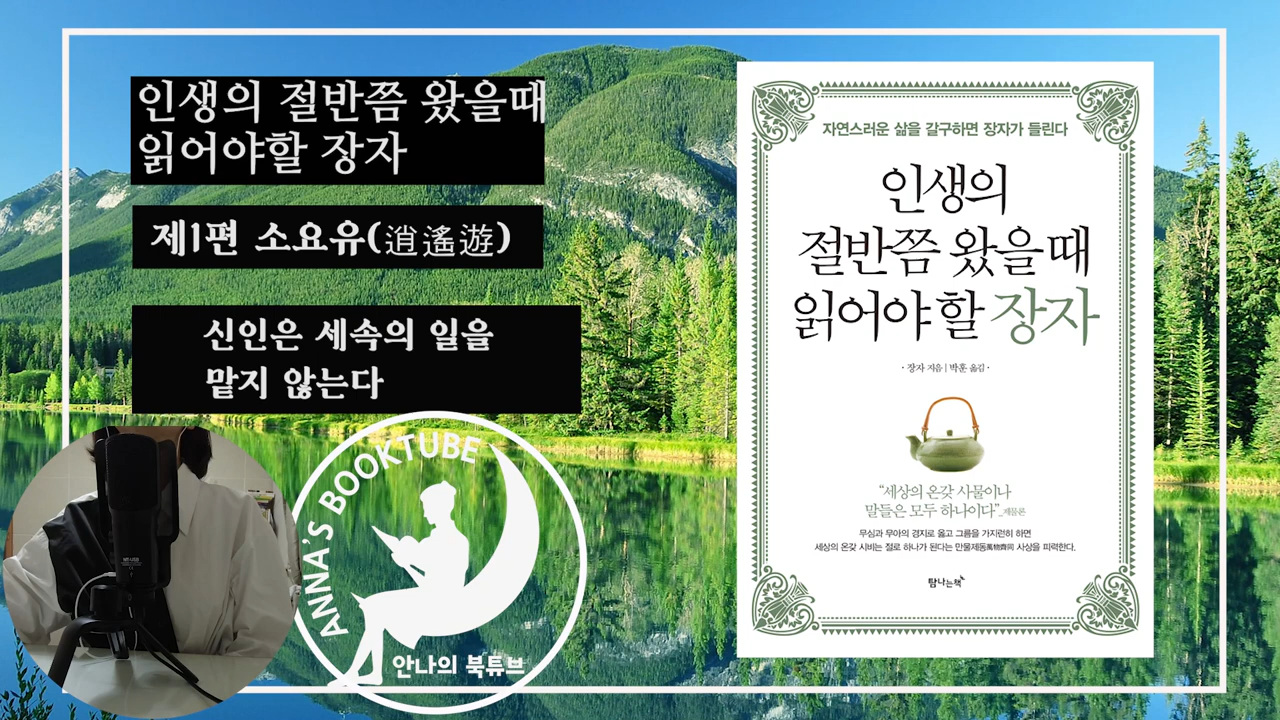 인생의 절반쯤 왔을때
읽어야할 장자
제1편 소요유(逍遙遊)
신인은 세속의 일을
맡지 않는다
ANNA'S BOOKTUBE
안나의 북튜브
자연스러운 삶을 갈구하면 장자가 들린다
인생의
절반쯤 왔을 때
읽어야 할 장자
· 장자 지음 | 박훈 옮김 ·
“세상의 온갖 사물이나
말들은 모두 하나이다”_제물론
무심과 무아의 경지로 옳고 그름을 가지런히 하면
세상의 온갖 시비는 절로 하나가 된다는 만물제동萬物齊同 사상을 피력한다.
탐나는책